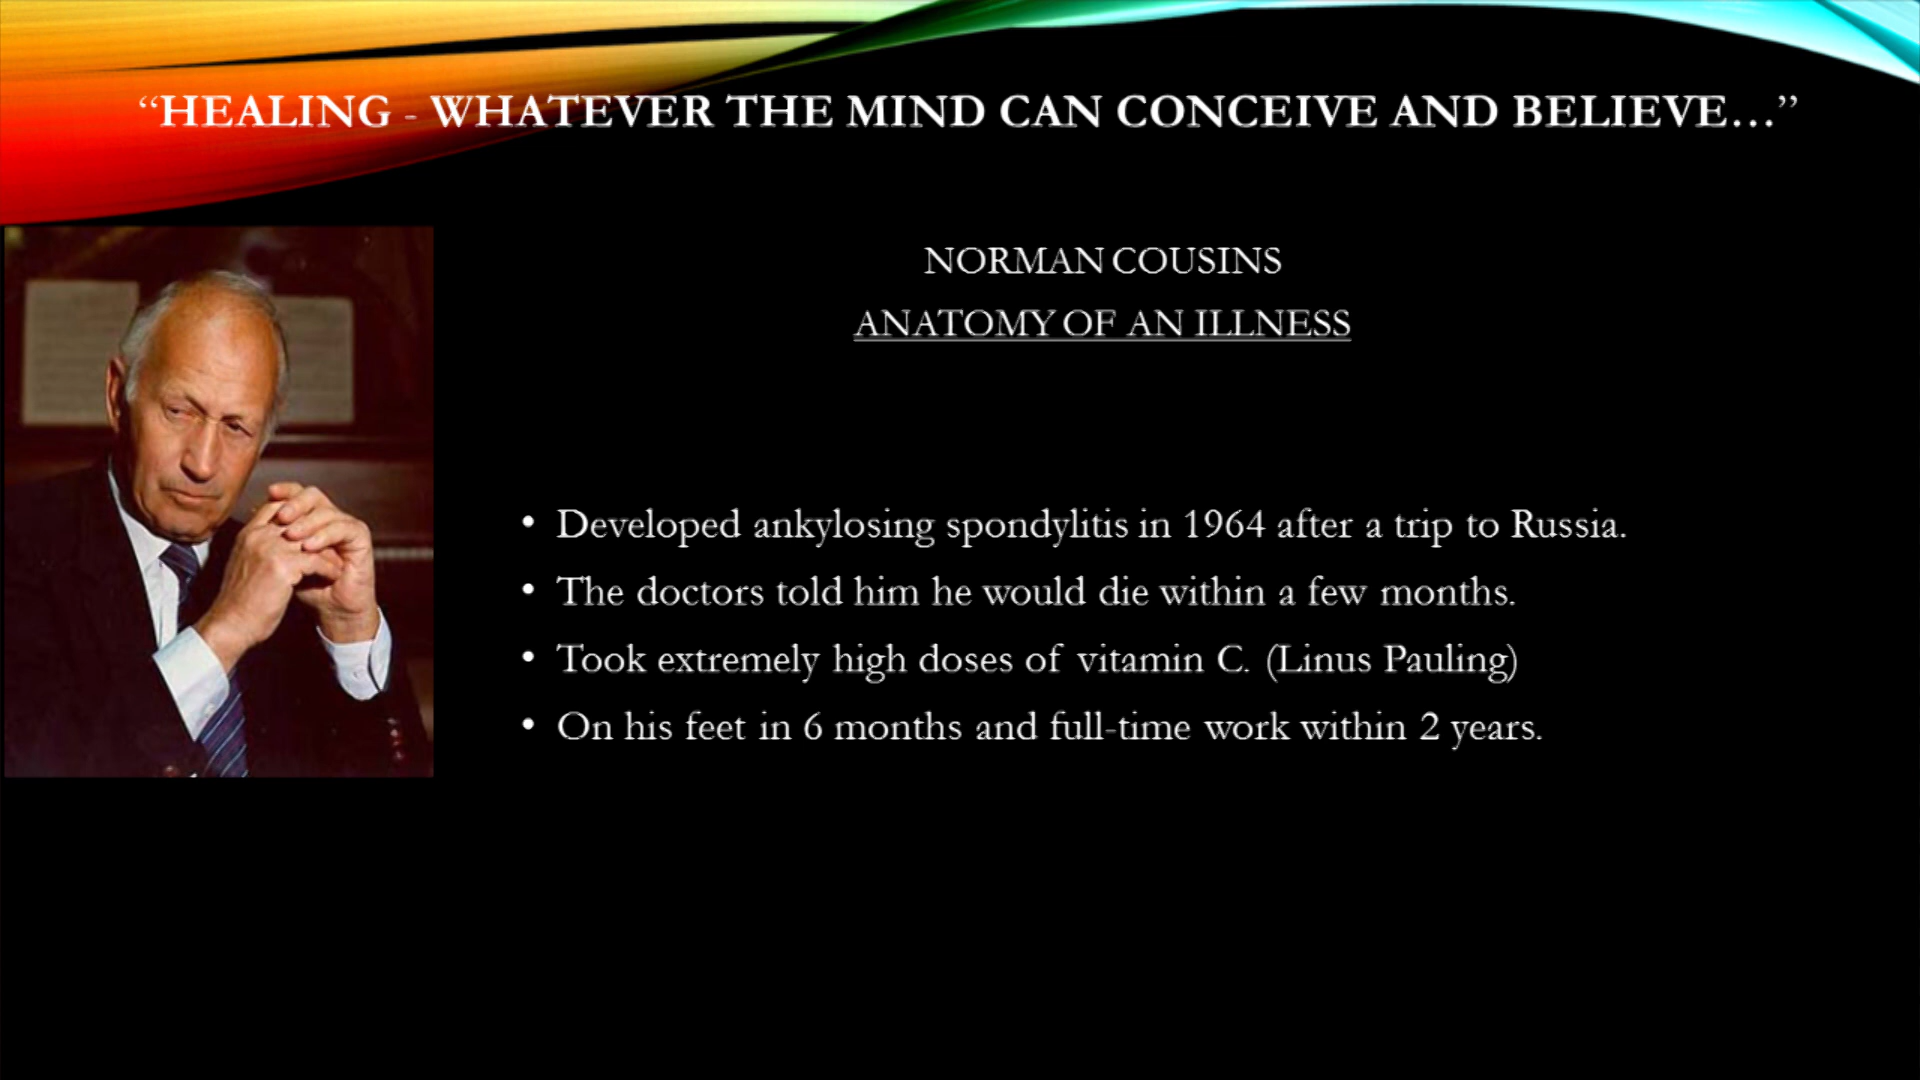 “HEALING - WHATEVER THE MIND CAN CONCEIVE AND BELIEVE…”
NORMAN COUSINS
ANATOMY OF AN ILLNESS
• Developed ankylosing spondylitis in 1964 after a trip to Russia.
• The doctors told him he would die within a few months.
• Took extremely high doses of vitamin C. (Linus Pauling)
• On his feet in 6 months and full-time work within 2 years.